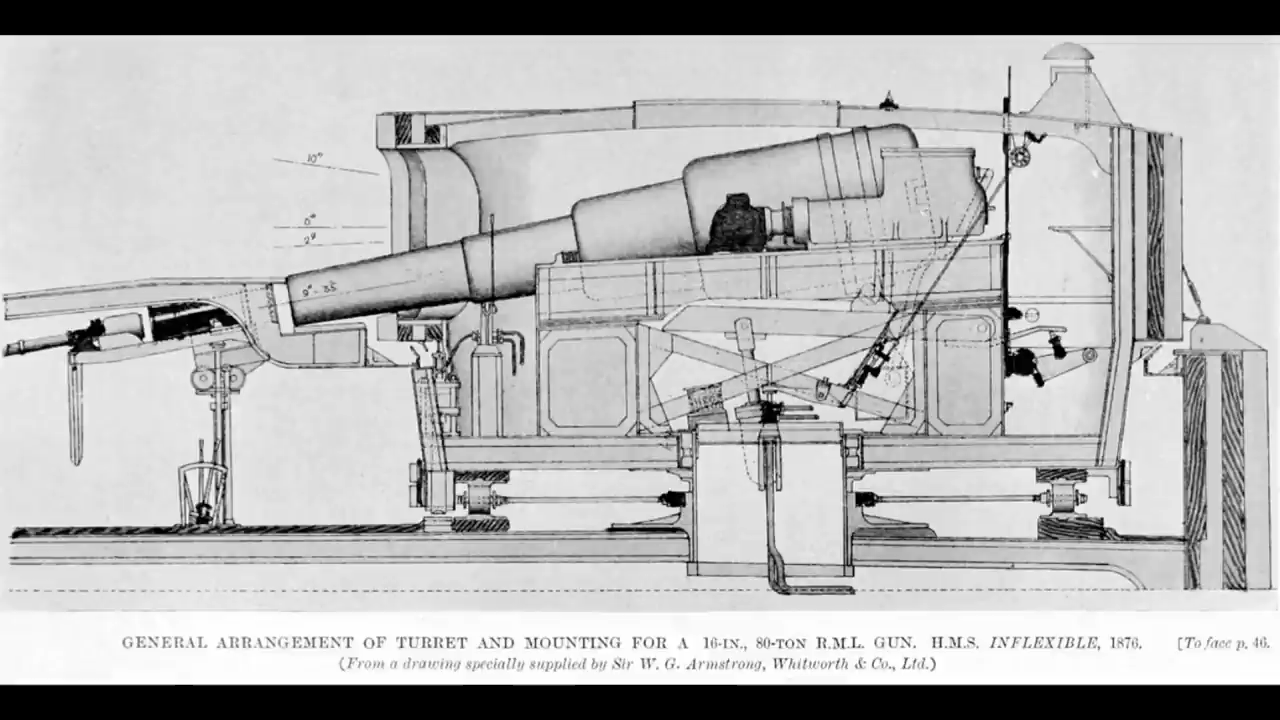 10°
0°
2°
GENERAL ARRANGEMENT OF TURRET AND MOUNTING FOR A 16-IN., 80-TON R.M.L. GUN. H.M.S. INFLEXIBLE, 1876. [To face p. 46.
(From a drawing specially supplied by Sir W. G. Armstrong, Whitworth & Co., Ltd.)